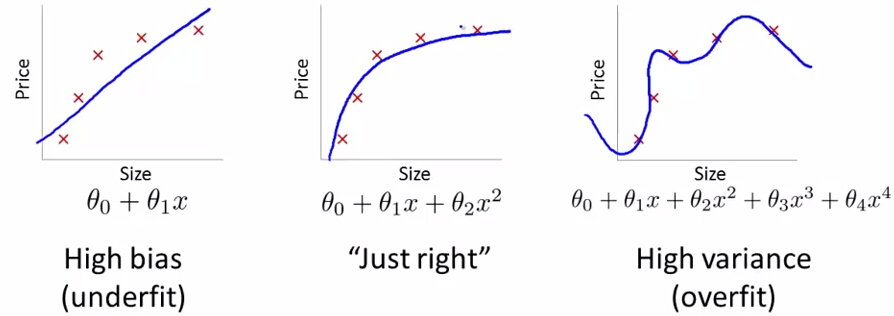 Price
Size
θ₀ + θ₁x
High bias
(underfit)
Price
Size
θ₀ + θ₁x + θ₂x²
“Just right”
Price
Size
θ₀ + θ₁x + θ₂x² + θ₃x³ + θ₄x⁴
High variance
(overfit)